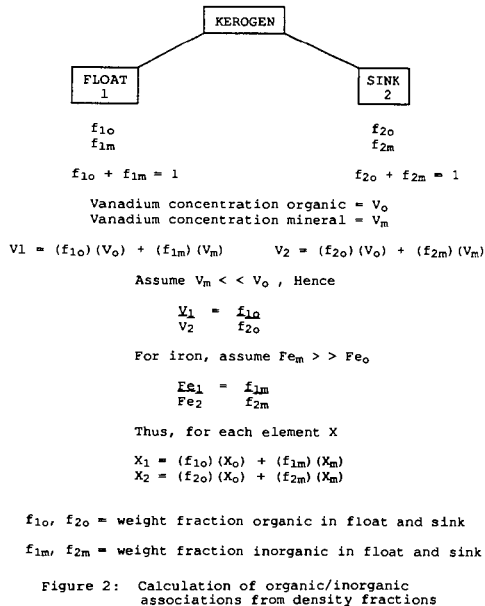 KEROGEN
FLOAT
1
SINK
2
f1o
f1m
f2o
f2m
f1o + f1m = 1
f2o + f2m = 1
Vanadium concentration organic = Vo
Vanadium concentration mineral = Vm
V1 = (f1o)(Vo) + (f1m)(Vm)
V2 = (f2o)(Vo) + (f2m)(Vm)
Assume Vm < < Vo , Hence
V1 = f1o
V2 f2o
For iron, assume Fem > > Feo
Fe1 = f1m
Fe2 f2m
Thus, for each element X
X1 = (f1o)(Xo) + (f1m)(Xm)
X2 = (f2o)(Xo) + (f2m)(Xm)
f1o, f2o = weight fraction organic in float and sink
f1m, f2m = weight fraction inorganic in float and sink
Figure 2: Calculation of organic/inorganic
associations from density fractions